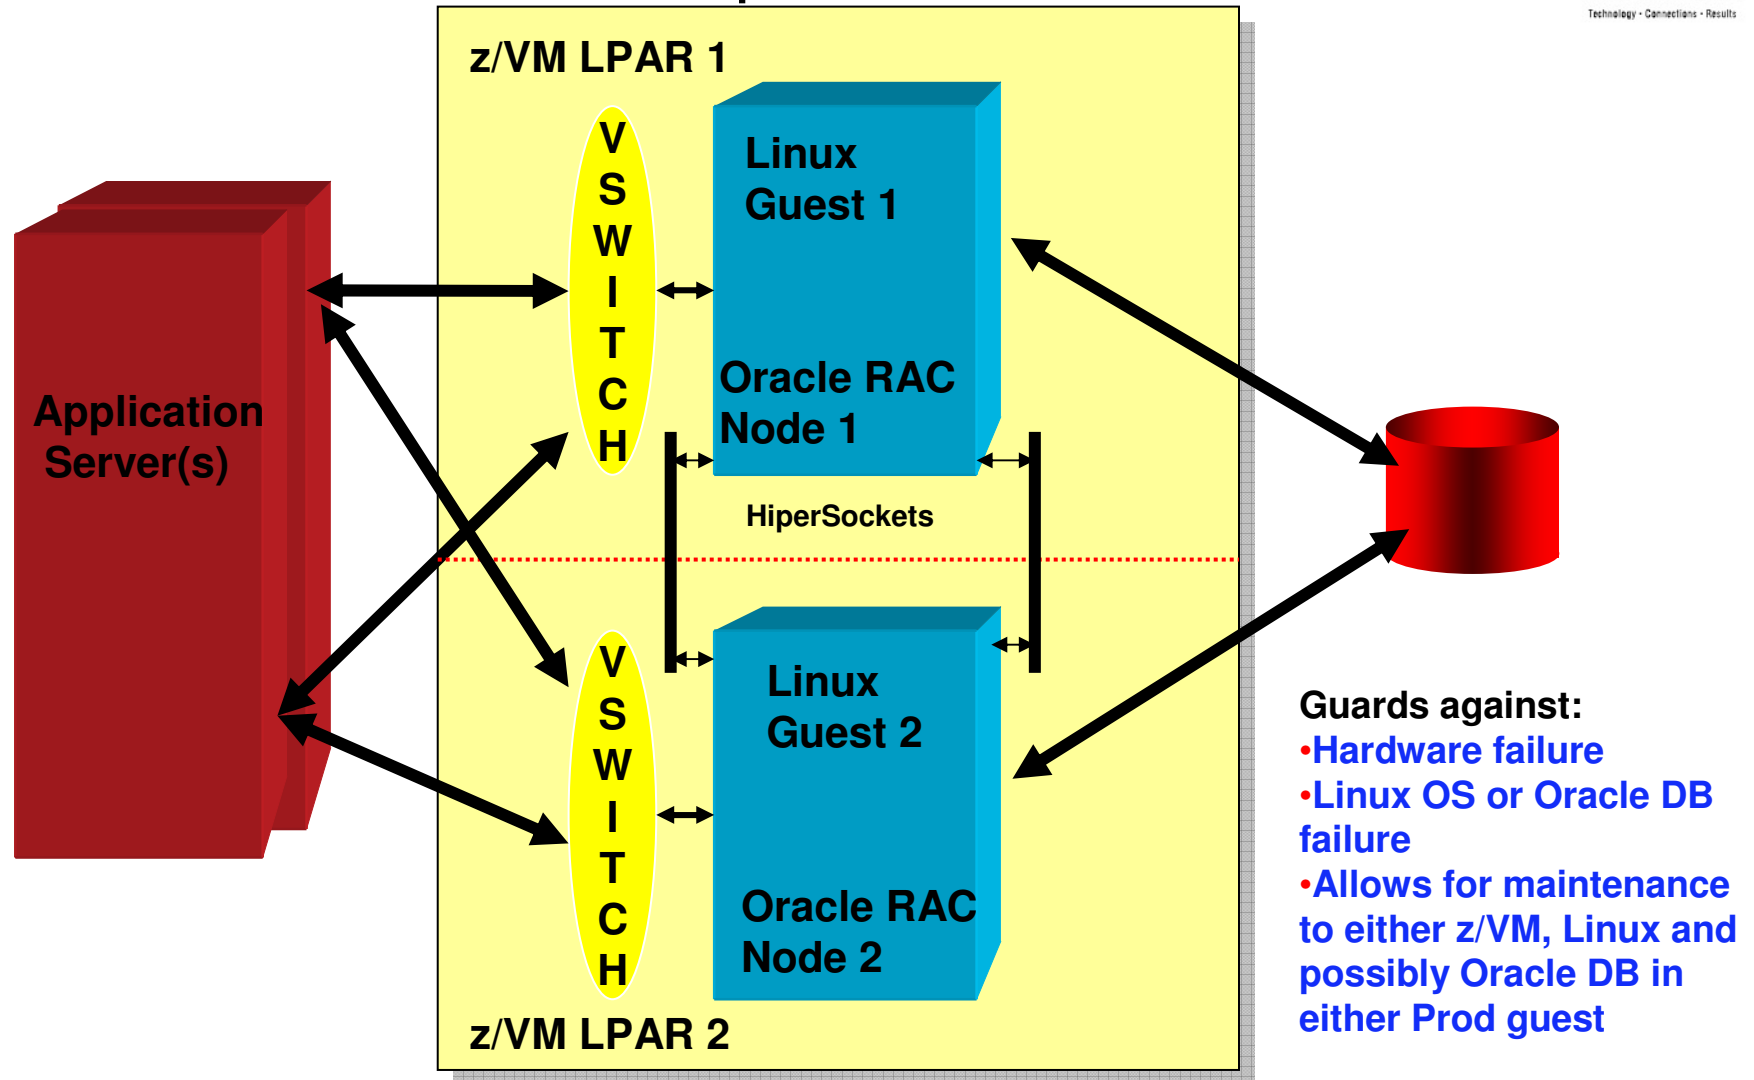 Technology · Connections · Results
z/VM LPAR 1
V
S
W
I
T
C
H
Linux
Guest 1
Oracle RAC
Node 1
Application
Server(s)
HiperSockets
V
S
W
I
T
C
H
Linux
Guest 2
Oracle RAC
Node 2
z/VM LPAR 2
Guards against:
•Hardware failure
•Linux OS or Oracle DB
failure
•Allows for maintenance
to either z/VM, Linux and
possibly Oracle DB in
either Prod guest